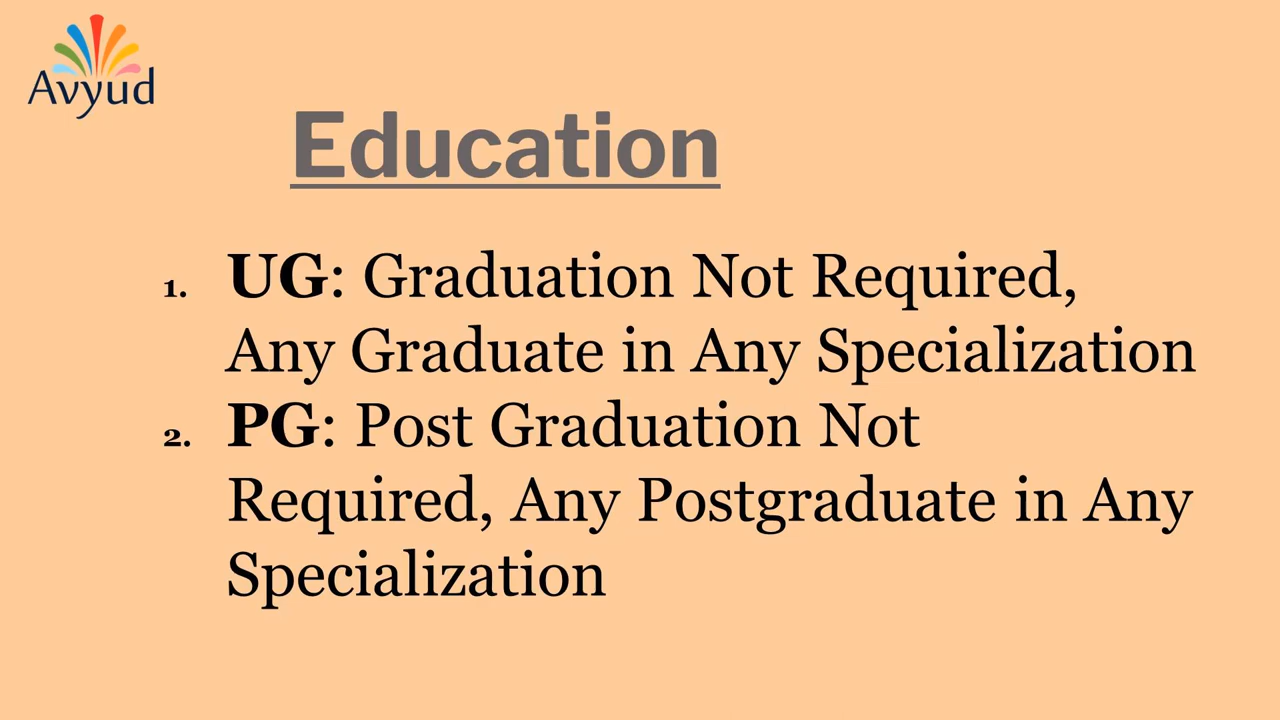 Avyud
Education
1. UG: Graduation Not Required,
Any Graduate in Any Specialization
2. PG: Post Graduation Not
Required, Any Postgraduate in Any
Specialization